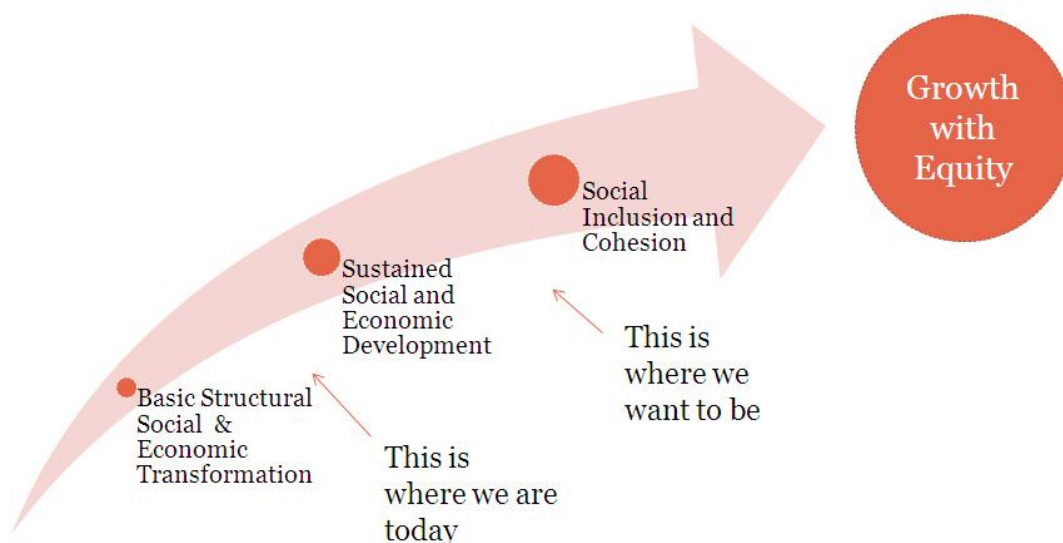 Growth
with
Equity
Social
Inclusion and
Cohesion
Sustained
Social and
Economic
Development
This is
where we
want to be
Basic Structural
Social &
Economic
Transformation
This is
where we are
today